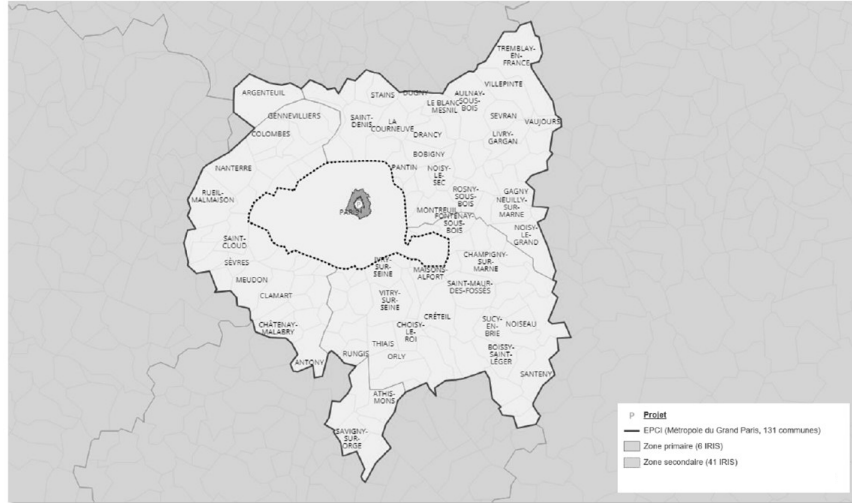 TREMBLAY-
EN-
FRANCE
VILLEPINTE
ARGENTEUIL
STAINS
DUGNY
AULNAY-
SOUS-
BOIS
LE BLANC
MESNIL
GENNEVILLIERS
SAINT-
DENIS
LA
COURNEUVE
SEVRAN
VAUJOURS
COLOMBES
DRANCY
LIVRY-
GARGAN
BOBIGNY
NANTERRE
PANTIN
NOISY-
LE-
SEC
RUEIL-
MALMAISON
ROSNY-
SOUS-
BOIS
GAGNY
NEUILLY-
SUR-
MARNE
PARIS
P
MONTREUIL
FONTENAY-
SOUS-
BOIS
NOISY-
LE-
GRAND
SAINT-
CLOUD
SÈVRES
IVRY-
SUR-
SEINE
MAISONS-
ALFORT
CHAMPIGNY-
SUR-
MARNE
MEUDON
SAINT-MAUR-
DES-FOSSÉS
CLAMART
VITRY-
SUR-
SEINE
CRÉTEIL
CHÂTENAY-
MALABRY
CHOISY-
LE-
ROI
SUCY-
EN-
BRIE
NOISEAU
THIAIS
RUNGIS
ORLY
BOISSY-
SAINT-
LÉGER
ANTONY
SANTENY
ATHIS-
MONS
SAVIGNY-
SUR-
ORGE
P Projet
EPCI (Métropole du Grand Paris, 131 communes)
Zone primaire (6 IRIS)
Zone secondaire (41 IRIS)